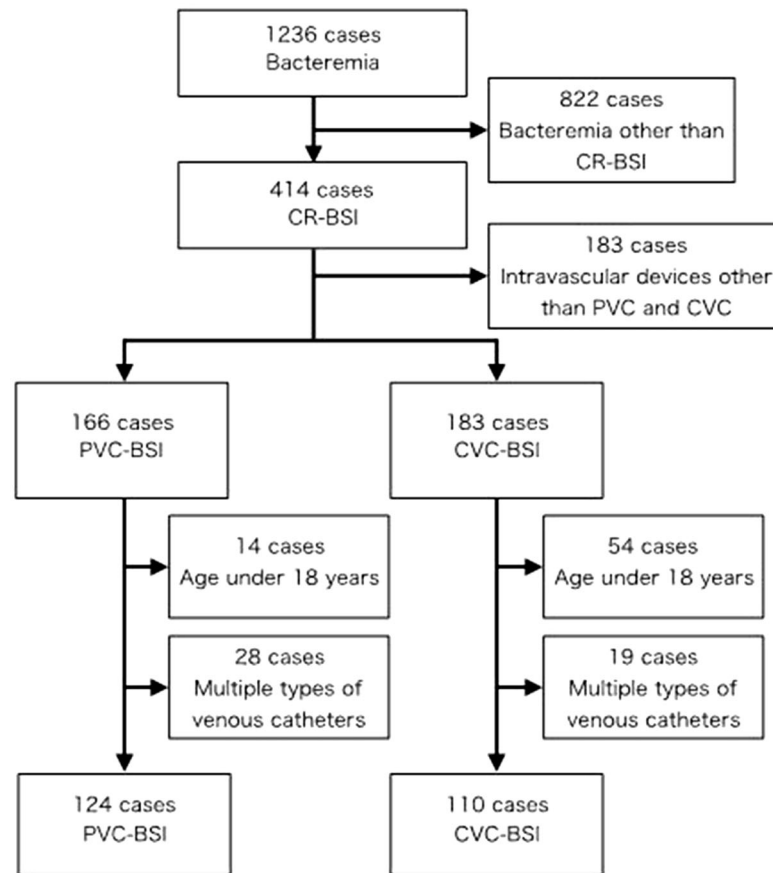 1236 cases
Bacteremia
822 cases
Bacteremia other than
CR-BSI
414 cases
CR-BSI
183 cases
Intravascular devices other
than PVC and CVC
166 cases
PVC-BSI
183 cases
CVC-BSI
14 cases
Age under 18 years
54 cases
Age under 18 years
28 cases
Multiple types of
venous catheters
19 cases
Multiple types of
venous catheters
124 cases
PVC-BSI
110 cases
CVC-BSI